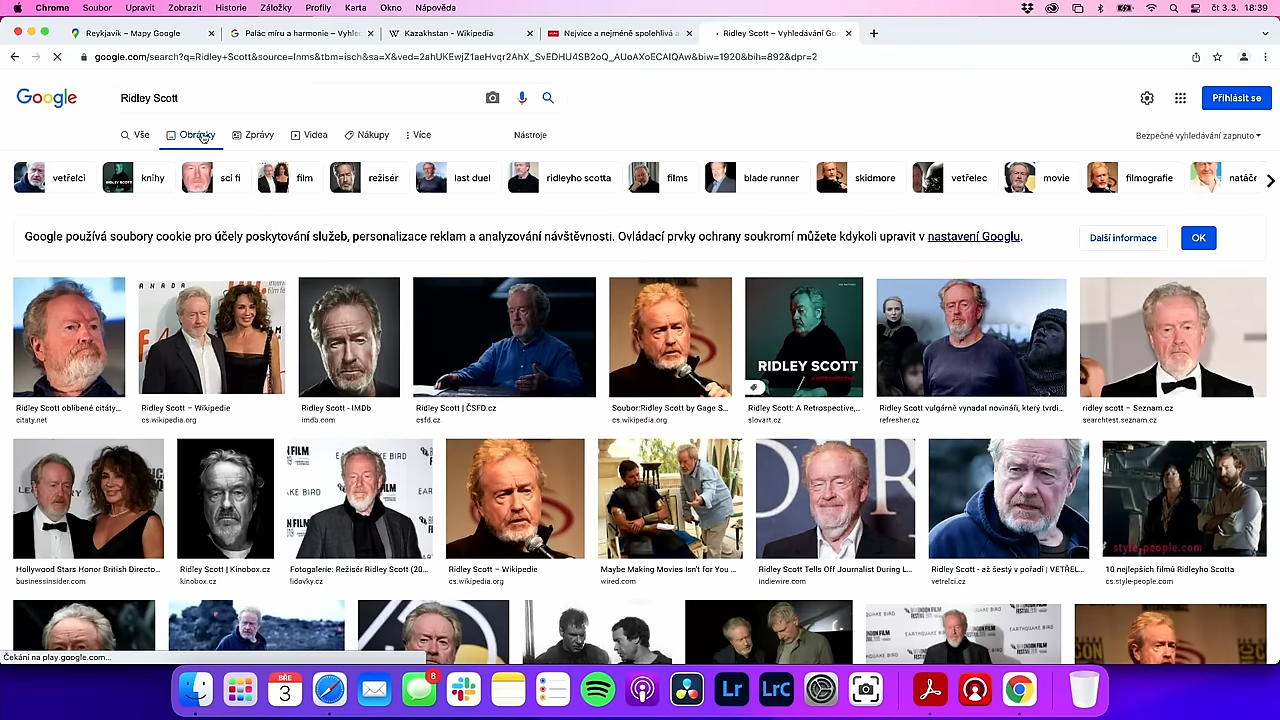 Chrome Soubor Upravit Zobrazit Historie Záložky Profily Karta Okno Nápověda čt 3. 3. 18:39
Reykjavík – Mapy Google Palác míru a harmonie – Vyhle Kazakhstan - Wikipedia Nejvíce a nejméně spolehlivá a Ridley Scott – Vyhledávání Go
google.com/search?q=Ridley+Scott&source=lnms&tbm=isch&sa=X&ved=2ahUKEwjZ1aeHvqr2AhX_SvEDHU4SB2oQ_AUoAXoECAIQAw&biw=1920&bih=892&dpr=2
Google Ridley Scott Přihlásit se
Vše Obrázky Zprávy Videa Nákupy Více Nástroje Bezpečné vyhledávání zapnuto
vetřelci knihy sci fi film režisér last duel ridleyho scotta films blade runner skidmore vetřelec movie filmografie natáče
Google používá soubory cookie pro účely poskytování služeb, personalizace reklam a analyzování návštěvnosti. Ovládací prvky ochrany soukromí můžete kdykoli upravit v nastavení Googlu. Další informace OK
RIDLEY SCOTT
Ridley Scott oblíbené citáty... Ridley Scott – Wikipedie Ridley Scott - IMDb Ridley Scott | ČSFD.cz Soubor:Ridley Scott by Gage S... Ridley Scott: A Retrospective,... Ridley Scott vulgárně vynadal novináři, který tvrdi... ridley scott – Seznam.cz
citaty.net cs.wikipedia.org imdb.com csfd.cz cs.wikipedia.org slovart.cz refresher.cz searchtest.seznam.cz
style-people.com
Hollywood Stars Honor British Directo... Ridley Scott | Kinobox.cz Fotogalerie: Režisér Ridley Scott (20... Ridley Scott – Wikipedie Maybe Making Movies Isn't for You ... Ridley Scott Tells Off Journalist During L... Ridley Scott - až šestý v pořadí | VETŘEL... 10 nejlepších filmů Ridleyho Scotta
businessinsider.com kinobox.cz lidovky.cz cs.wikipedia.org wired.com indiewire.com vetrelci.cz cs.style-people.com
Čekání na play.google.com...
BŘE
3
8
Lr
LrC